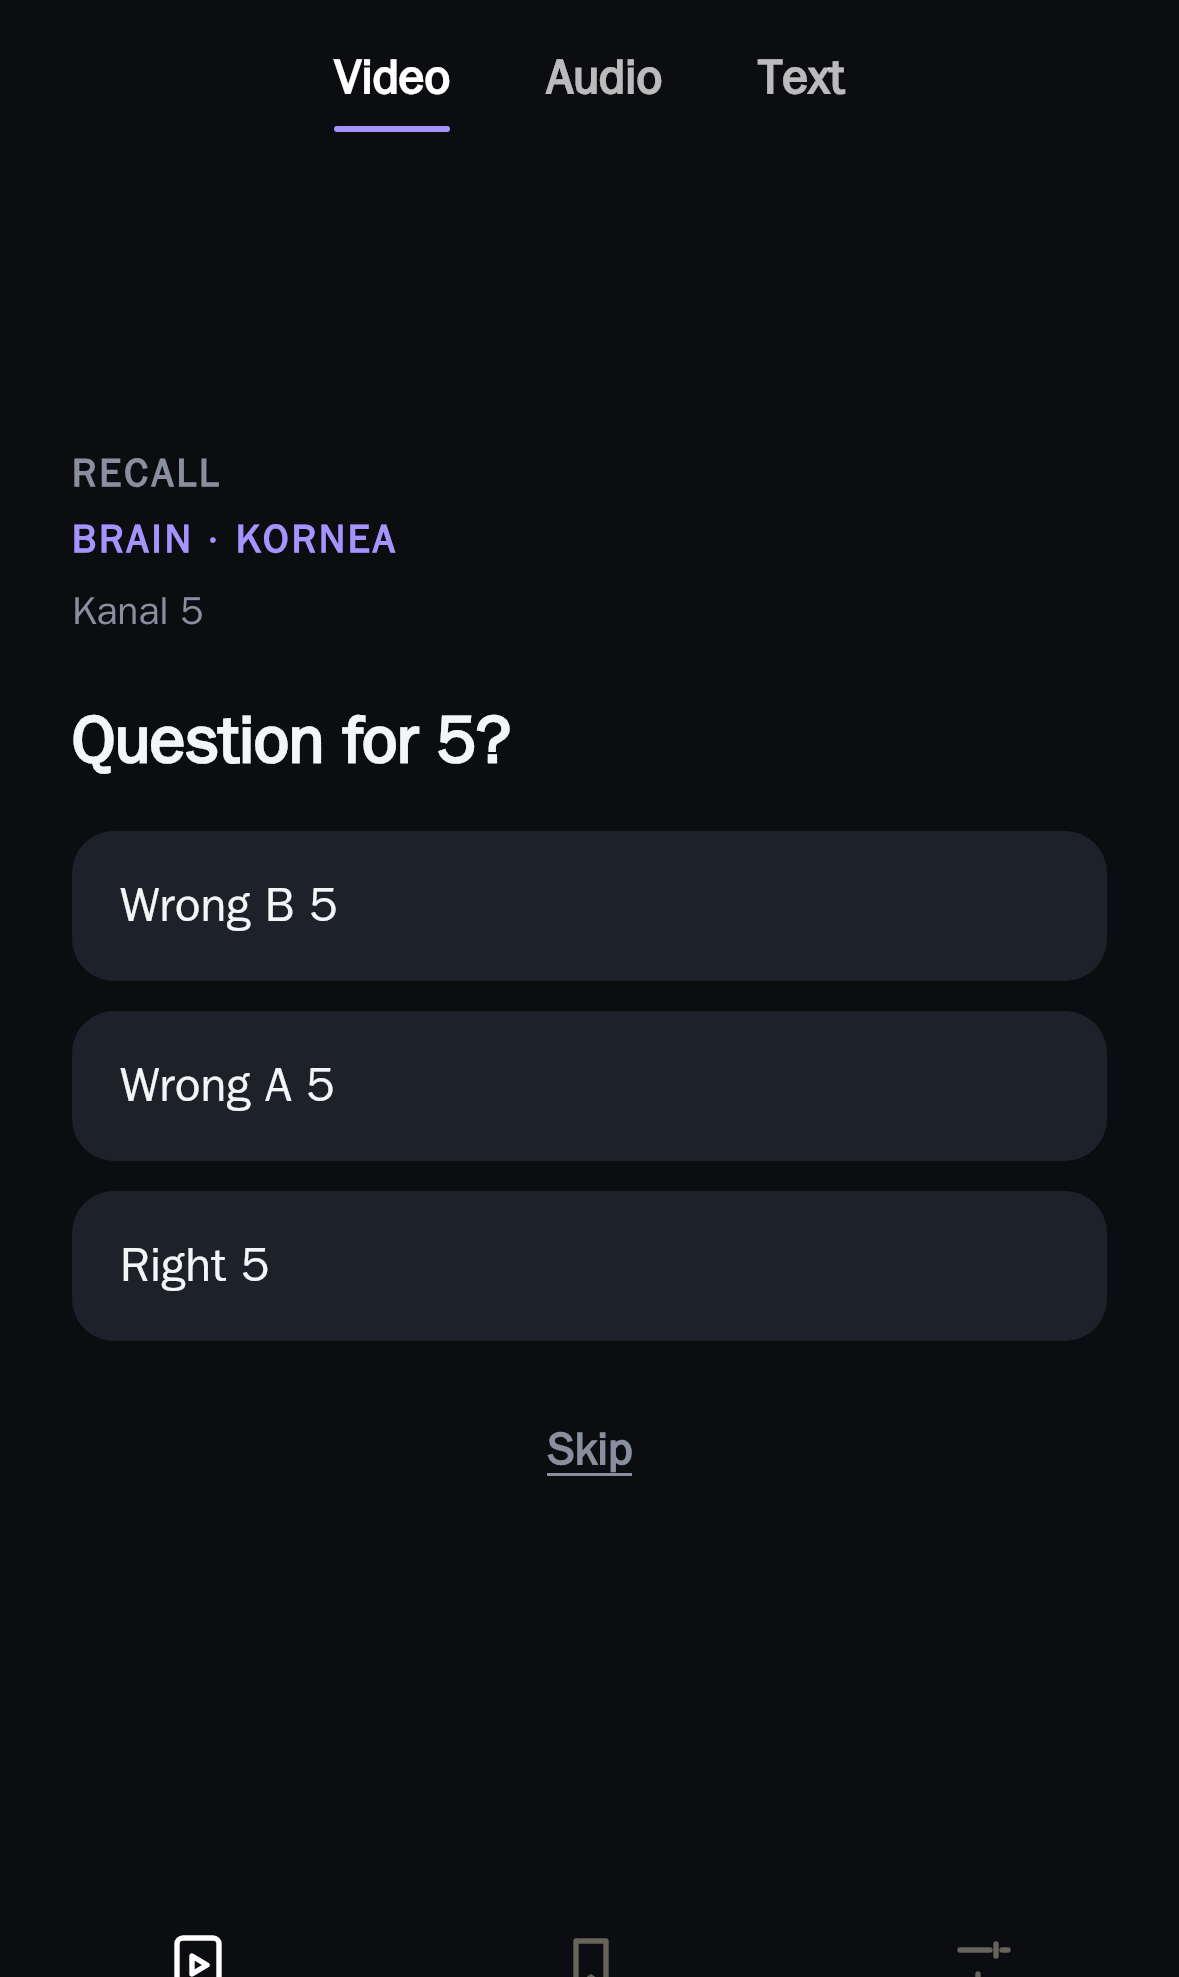 Video Audio Text
RECALL
BRAIN · KORNEA
Kanal 5
Question for 5?
Wrong B 5
Wrong A 5
Right 5
Skip